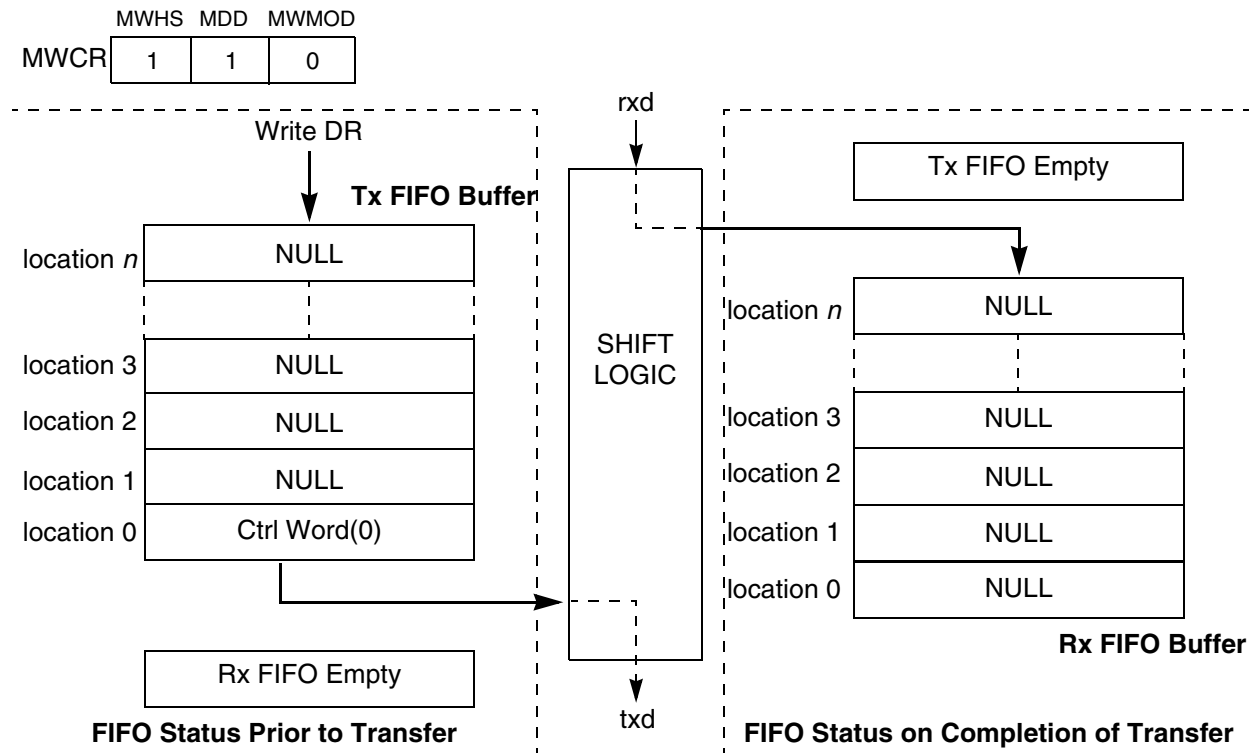 MWHS MDD MWMOD
MWCR 1 1 0
Write DR
Tx FIFO Buffer
location n NULL
location 3 NULL
location 2 NULL
location 1 NULL
location 0 Ctrl Word(0)
Rx FIFO Empty
FIFO Status Prior to Transfer
rxd
SHIFT
LOGIC
txd
Tx FIFO Empty
location n NULL
location 3 NULL
location 2 NULL
location 1 NULL
location 0 NULL
Rx FIFO Buffer
FIFO Status on Completion of Transfer